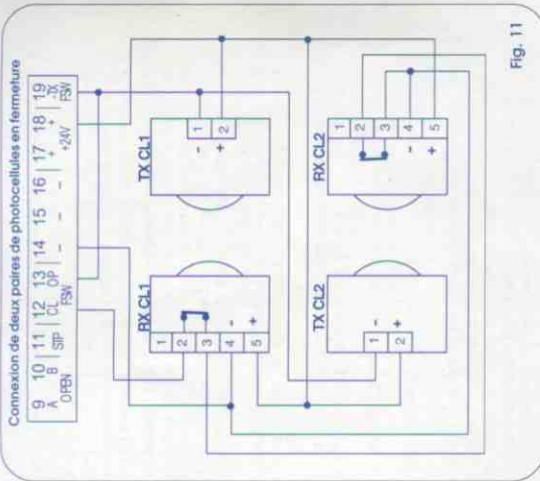 Connexion de deux paires de photocellules en fermeture
9 | 10 | 11 | 12 | 13 | 14 | 15 | 16 | 17 | 18 | 19
A B STP CL OP - - - + + -TX
OPEN FSW +24V FSW
RX CL1
1
2
3
4 -
5 +
TX CL1
- 1
+ 2
TX CL2
1 -
2 +
RX CL2
1
2
3
- 4
+ 5
Fig. 11